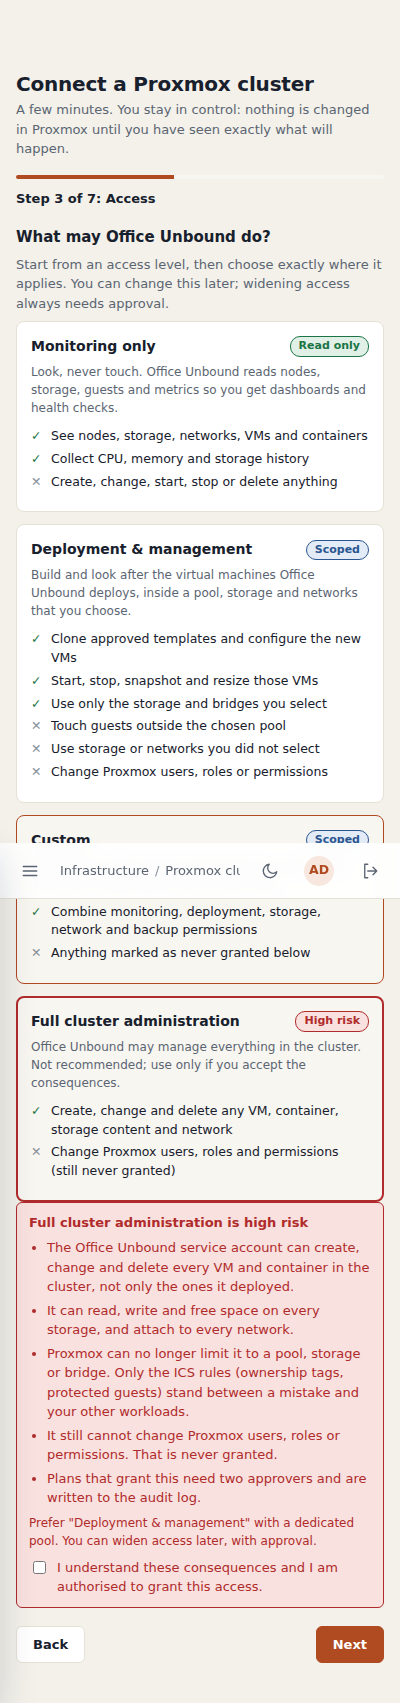 Connect a Proxmox cluster
A few minutes. You stay in control: nothing is changed
in Proxmox until you have seen exactly what will
happen.
Step 3 of 7: Access
What may Office Unbound do?
Start from an access level, then choose exactly where it
applies. You can change this later; widening access
always needs approval.
Monitoring only
Read only
Look, never touch. Office Unbound reads nodes,
storage, guests and metrics so you get dashboards and
health checks.
✓ See nodes, storage, networks, VMs and containers
✓ Collect CPU, memory and storage history
✕ Create, change, start, stop or delete anything
Deployment & management
Scoped
Build and look after the virtual machines Office
Unbound deploys, inside a pool, storage and networks
that you choose.
✓ Clone approved templates and configure the new
VMs
✓ Start, stop, snapshot and resize those VMs
✓ Use only the storage and bridges you select
✕ Touch guests outside the chosen pool
✕ Use storage or networks you did not select
✕ Change Proxmox users, roles or permissions
Custom
Scoped
Infrastructure / Proxmox clu
AD
✓ Combine monitoring, deployment, storage,
network and backup permissions
✕ Anything marked as never granted below
Full cluster administration
High risk
Office Unbound may manage everything in the cluster.
Not recommended; use only if you accept the
consequences.
✓ Create, change and delete any VM, container,
storage content and network
✕ Change Proxmox users, roles and permissions
(still never granted)
Full cluster administration is high risk
• The Office Unbound service account can create,
change and delete every VM and container in the
cluster, not only the ones it deployed.
• It can read, write and free space on every
storage, and attach to every network.
• Proxmox can no longer limit it to a pool, storage
or bridge. Only the ICS rules (ownership tags,
protected guests) stand between a mistake and
your other workloads.
• It still cannot change Proxmox users, roles or
permissions. That is never granted.
• Plans that grant this need two approvers and are
written to the audit log.
Prefer "Deployment & management" with a dedicated
pool. You can widen access later, with approval.
I understand these consequences and I am
authorised to grant this access.
Back
Next